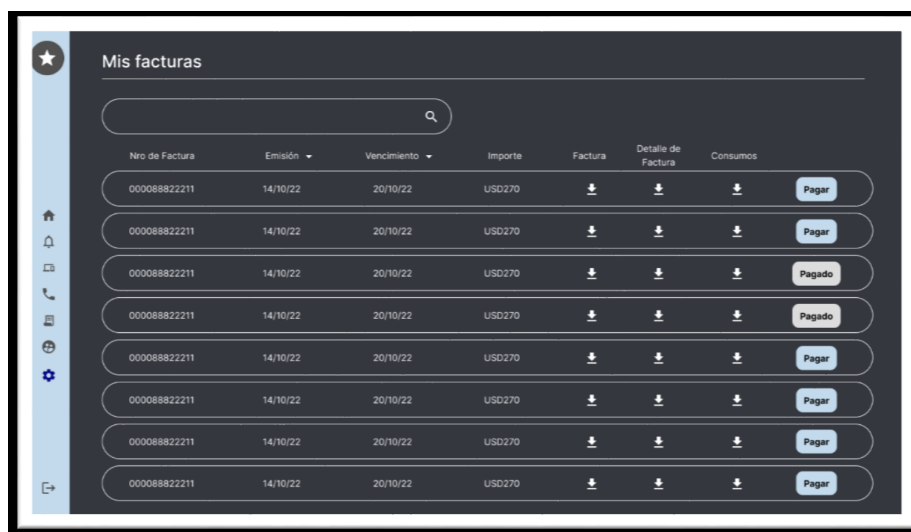 Mis facturas
Nro de Factura Emisión Vencimiento Importe Factura Detalle de Factura Consumos
000088822211 14/10/22 20/10/22 USD270 Pagar
000088822211 14/10/22 20/10/22 USD270 Pagar
000088822211 14/10/22 20/10/22 USD270 Pagado
000088822211 14/10/22 20/10/22 USD270 Pagado
000088822211 14/10/22 20/10/22 USD270 Pagar
000088822211 14/10/22 20/10/22 USD270 Pagar
000088822211 14/10/22 20/10/22 USD270 Pagar
000088822211 14/10/22 20/10/22 USD270 Pagar